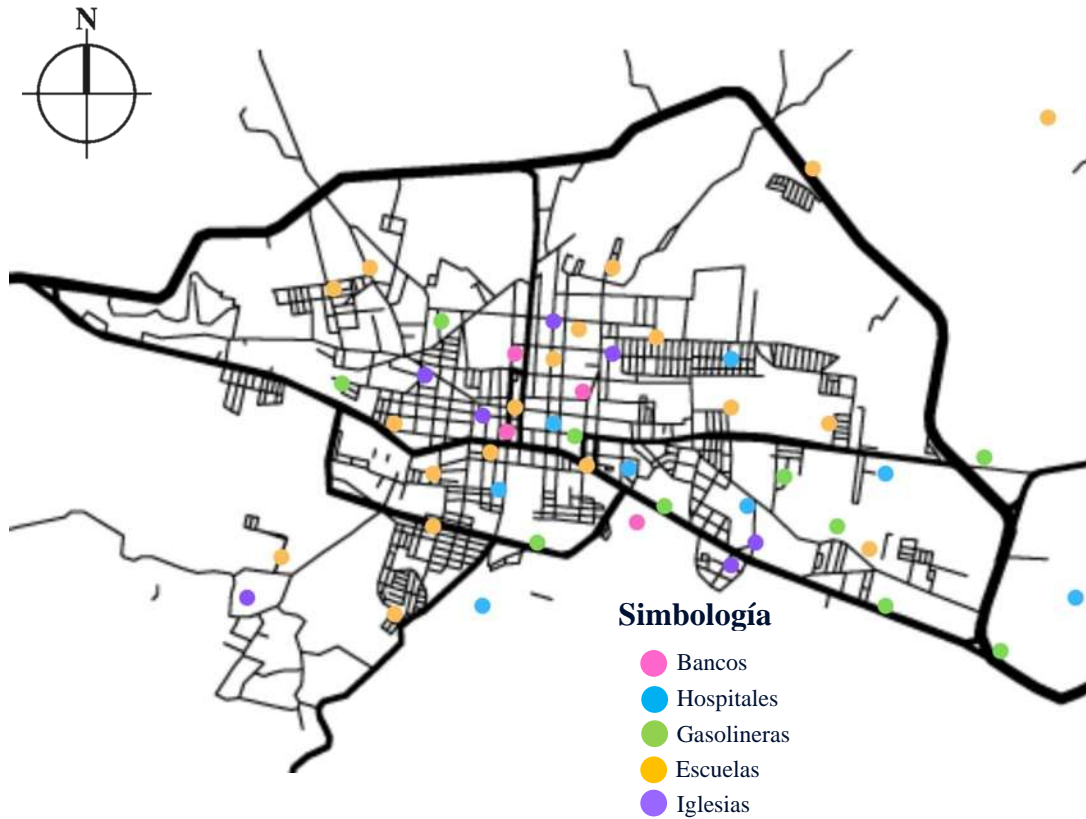 N
Simbología
Bancos
Hospitales
Gasolineras
Escuelas
Iglesias